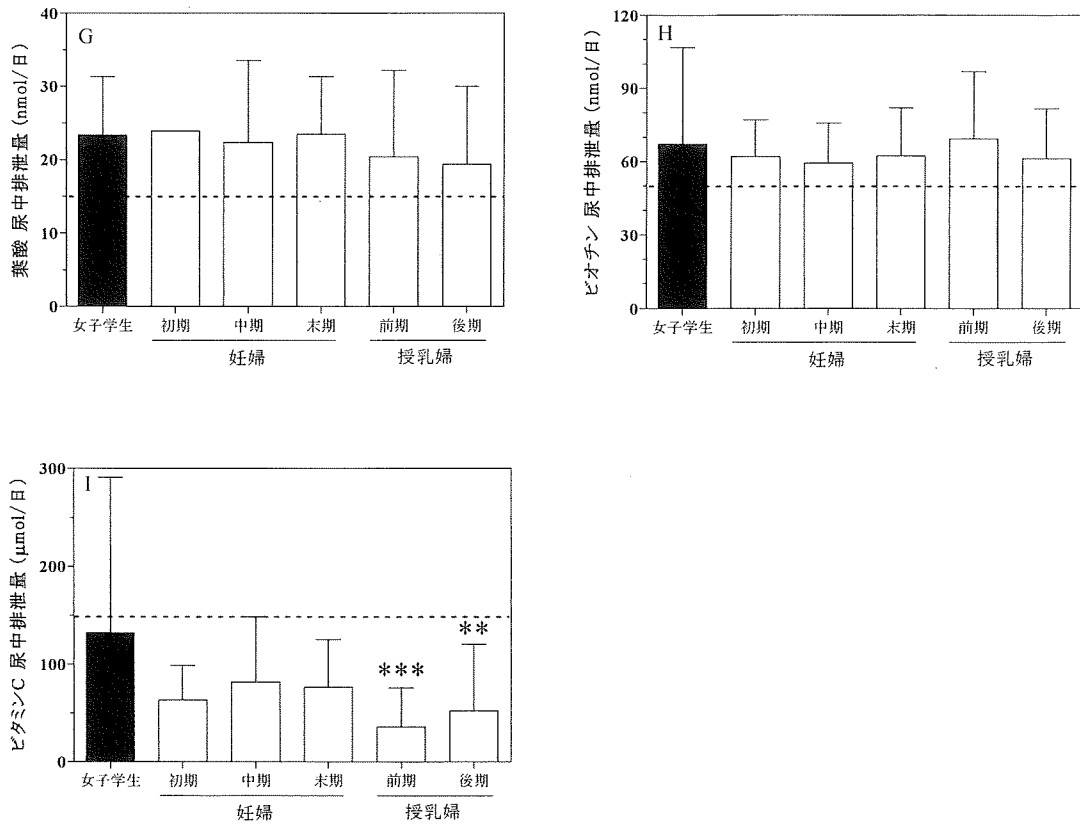 G
葉酸 尿中排泄量 (nmol/日)
40
30
20
10
0
女子学生 初期 中期 末期 前期 後期
妊婦 授乳婦
H
ビオチン 尿中排泄量 (nmol/日)
120
90
60
30
0
女子学生 初期 中期 末期 前期 後期
妊婦 授乳婦
I
ビタミンC 尿中排泄量 (μmol/日)
300
200
100
0
*** **
女子学生 初期 中期 末期 前期 後期
妊婦 授乳婦